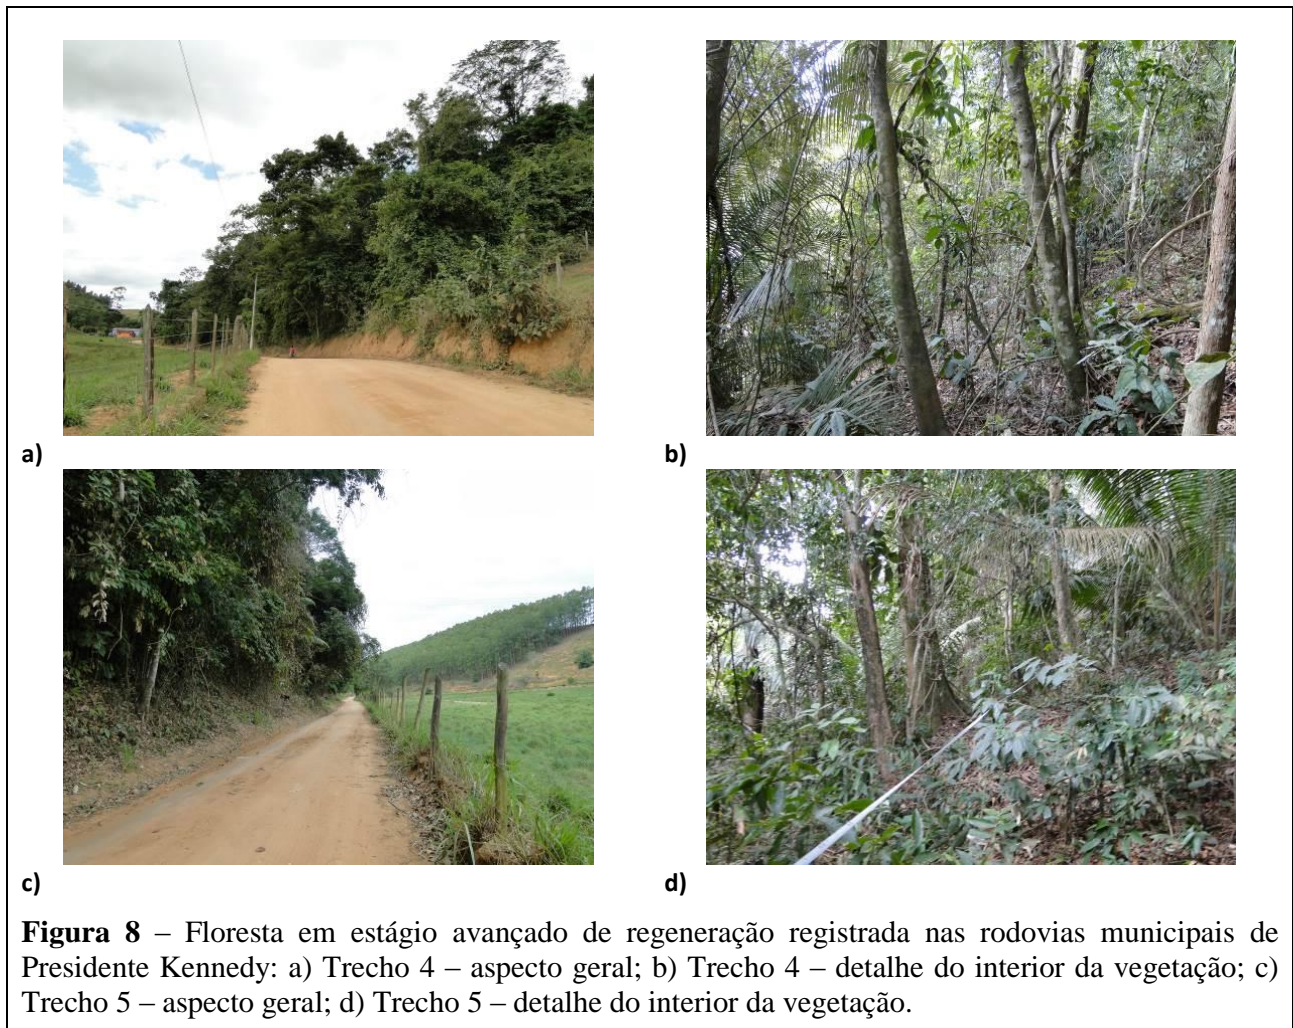 a)
b)
c)
d)
Figura 8 – Floresta em estágio avançado de regeneração registrada nas rodovias municipais de
Presidente Kennedy: a) Trecho 4 – aspecto geral; b) Trecho 4 – detalhe do interior da vegetação; c)
Trecho 5 – aspecto geral; d) Trecho 5 – detalhe do interior da vegetação.